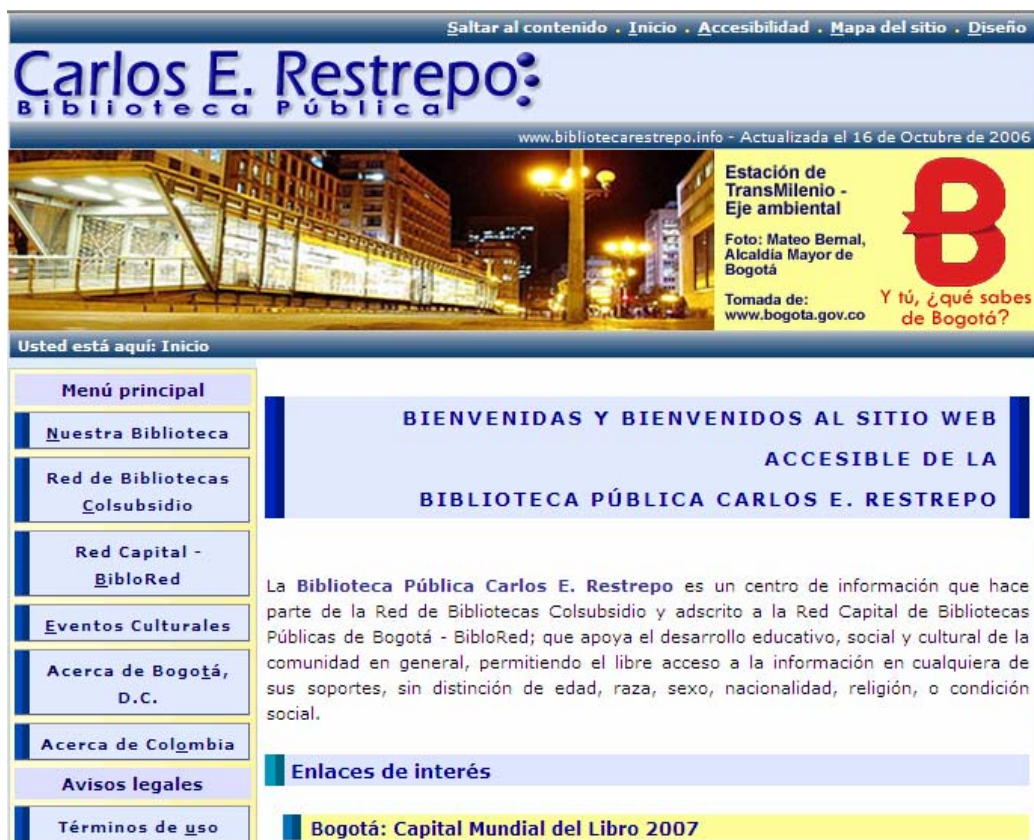 Saltar al contenido . Inicio . Accesibilidad . Mapa del sitio . Diseño
Carlos E. Restrepo
Biblioteca Pública
www.bibliotecarestrepo.info - Actualizada el 16 de Octubre de 2006
Estación de
TransMilenio -
Eje ambiental
Foto: Mateo Bernal,
Alcaldía Mayor de
Bogotá
Tomada de:
www.bogota.gov.co
B
Y tú, ¿qué sabes
de Bogotá?
Usted está aquí: Inicio
Menú principal
Nuestra Biblioteca
Red de Bibliotecas
Colsubsidio
Red Capital -
BibloRed
Eventos Culturales
Acerca de Bogotá,
D.C.
Acerca de Colombia
Avisos legales
Términos de uso
BIENVENIDAS Y BIENVENIDOS AL SITIO WEB
ACCESIBLE DE LA
BIBLIOTECA PÚBLICA CARLOS E. RESTREPO
La Biblioteca Pública Carlos E. Restrepo es un centro de información que hace
parte de la Red de Bibliotecas Colsubsidio y adscrito a la Red Capital de Bibliotecas
Públicas de Bogotá - BibloRed; que apoya el desarrollo educativo, social y cultural de la
comunidad en general, permitiendo el libre acceso a la información en cualquiera de
sus soportes, sin distinción de edad, raza, sexo, nacionalidad, religión, o condición
social.
Enlaces de interés
Bogotá: Capital Mundial del Libro 2007